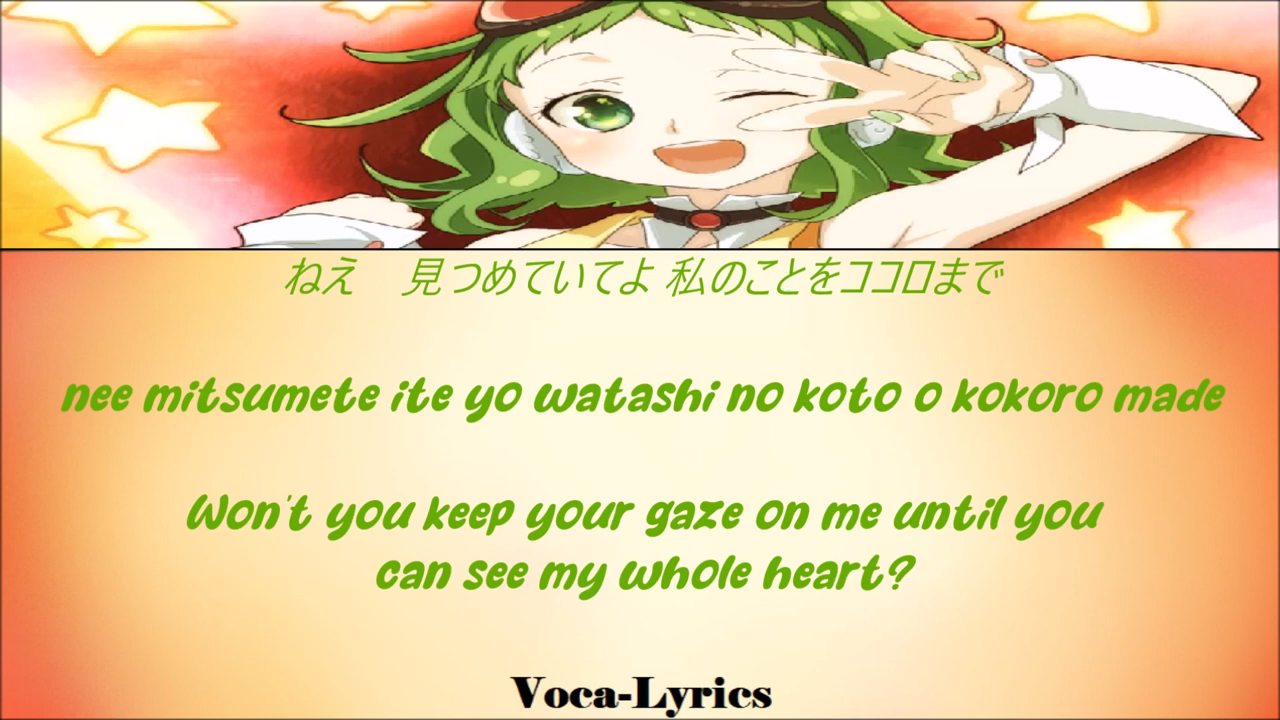 ねえ　見つめていてよ 私のことをココロまで
nee mitsumete ite yo watashi no koto o kokoro made
Won't you keep your gaze on me until you
can see my whole heart?
Voca-Lyrics